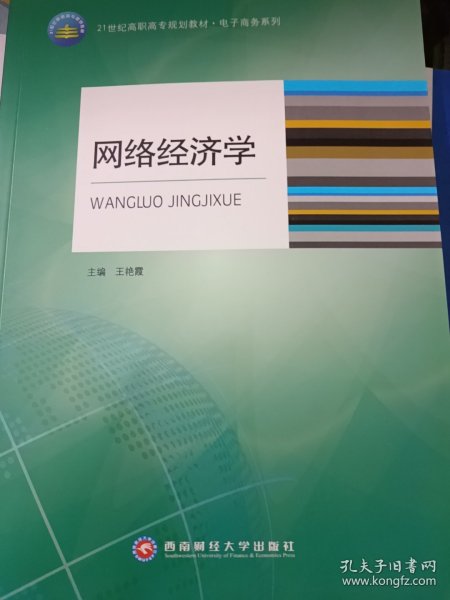 21世纪高职高专规划教材·电子商务系列
网络经济学
WANGLUO JINGJIXUE
主编 王艳霞
西南财经大学出版社
Southwestern University of Finance & Economics Press
孔夫子旧书网
www.kongfz.com